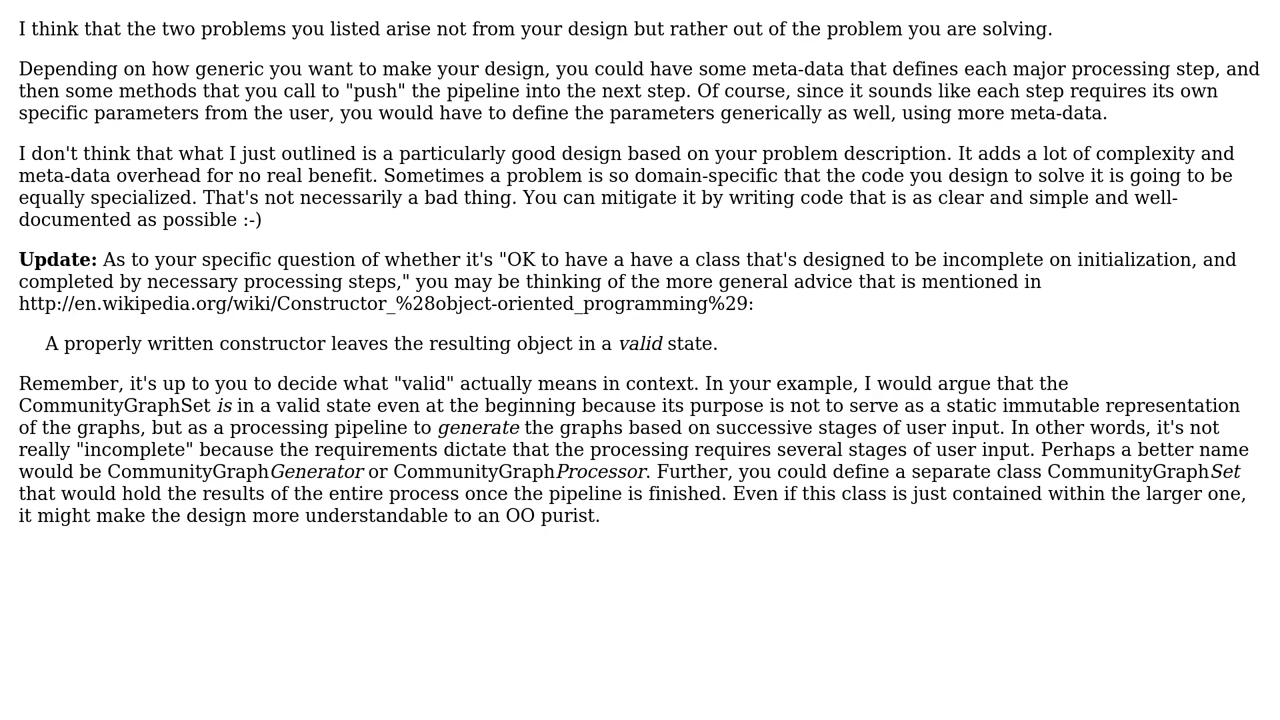 I think that the two problems you listed arise not from your design but rather out of the problem you are solving.
Depending on how generic you want to make your design, you could have some meta-data that defines each major processing step, and
then some methods that you call to "push" the pipeline into the next step. Of course, since it sounds like each step requires its own
specific parameters from the user, you would have to define the parameters generically as well, using more meta-data.
I don't think that what I just outlined is a particularly good design based on your problem description. It adds a lot of complexity and
meta-data overhead for no real benefit. Sometimes a problem is so domain-specific that the code you design to solve it is going to be
equally specialized. That's not necessarily a bad thing. You can mitigate it by writing code that is as clear and simple and well-
documented as possible :-)
Update: As to your specific question of whether it's "OK to have a have a class that's designed to be incomplete on initialization, and
completed by necessary processing steps," you may be thinking of the more general advice that is mentioned in
http://en.wikipedia.org/wiki/Constructor_%28object-oriented_programming%29:
A properly written constructor leaves the resulting object in a valid state.
Remember, it's up to you to decide what "valid" actually means in context. In your example, I would argue that the
CommunityGraphSet is in a valid state even at the beginning because its purpose is not to serve as a static immutable representation
of the graphs, but as a processing pipeline to generate the graphs based on successive stages of user input. In other words, it's not
really "incomplete" because the requirements dictate that the processing requires several stages of user input. Perhaps a better name
would be CommunityGraphGenerator or CommunityGraphProcessor. Further, you could define a separate class CommunityGraphSet
that would hold the results of the entire process once the pipeline is finished. Even if this class is just contained within the larger one,
it might make the design more understandable to an OO purist.